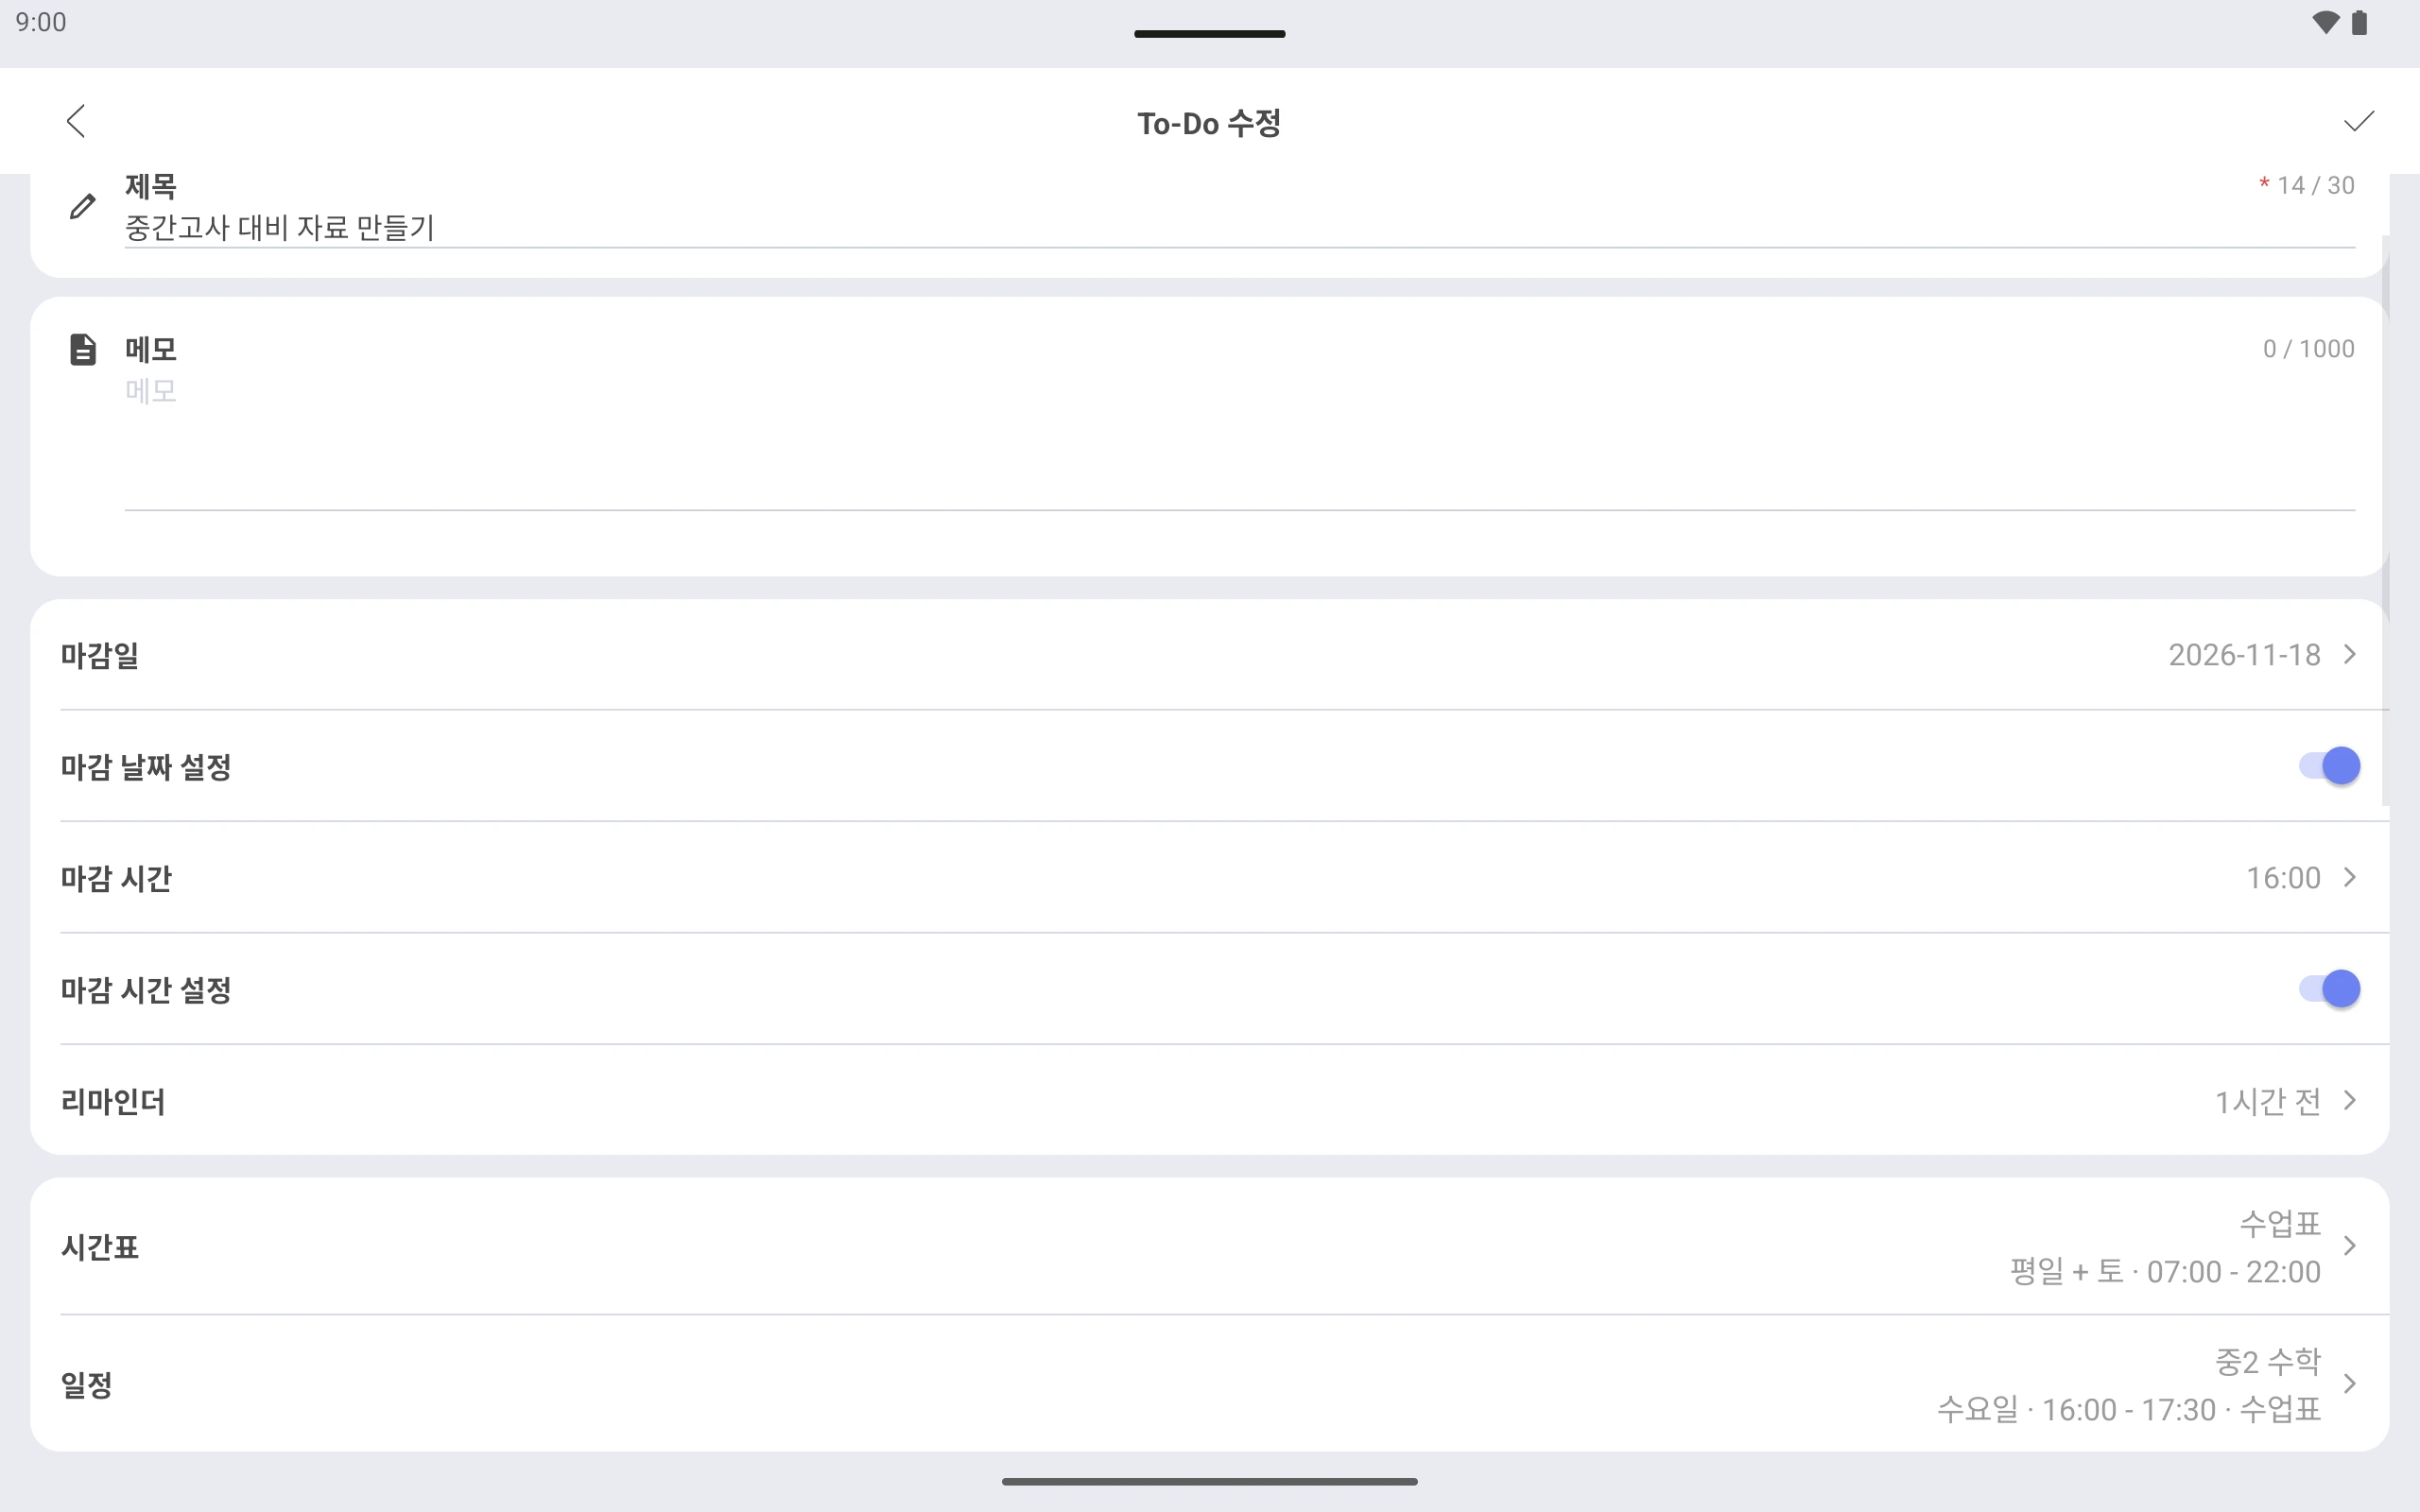 9:00
To-Do 수정
제목
* 14 / 30
중간고사 대비 자료 만들기
메모
0 / 1000
메모
마감일
2026-11-18
마감 날짜 설정
마감 시간
16:00
마감 시간 설정
리마인더
1시간 전
시간표
수업표
평일 + 토 · 07:00 - 22:00
일정
중2 수학
수요일 · 16:00 - 17:30 · 수업표